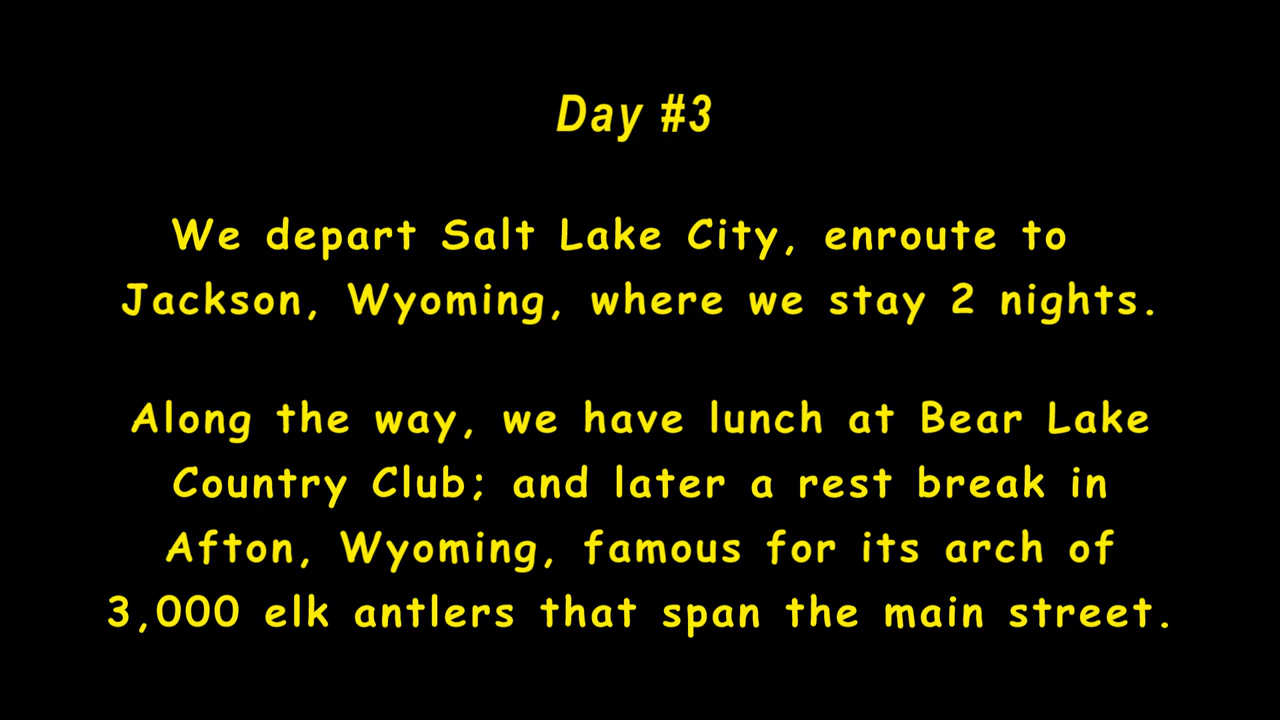 Day #3
We depart Salt Lake City, enroute to
Jackson, Wyoming, where we stay 2 nights.
Along the way, we have lunch at Bear Lake
Country Club; and later a rest break in
Afton, Wyoming, famous for its arch of
3,000 elk antlers that span the main street.